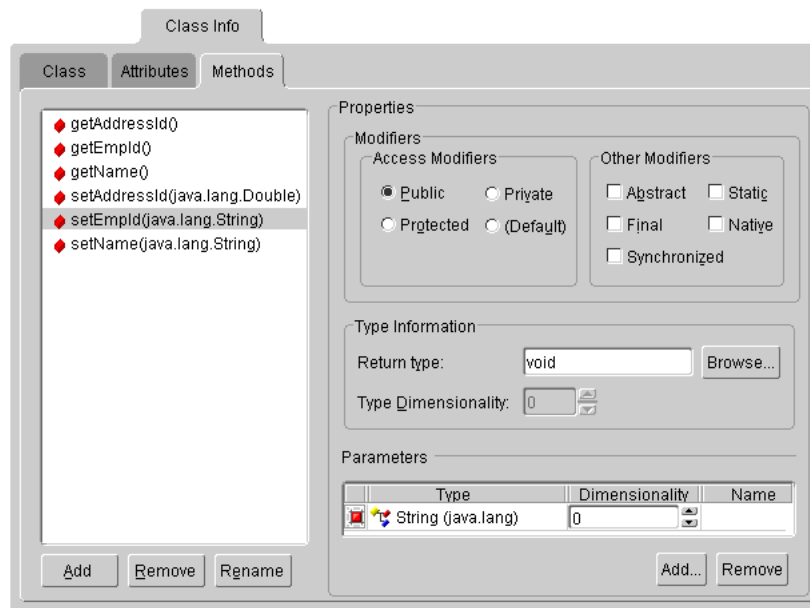 Class Info
Class Attributes Methods
getAddressId()
getEmpId()
getName()
setAddressId(java.lang.Double)
setEmpId(java.lang.String)
setName(java.lang.String)
Add Remove Rename
Properties
Modifiers
Access Modifiers
Public Private
Protected (Default)
Other Modifiers
Abstract Static
Final Native
Synchronized
Type Information
Return type: void Browse...
Type Dimensionality: 0
Parameters
Type Dimensionality Name
String (java.lang) 0
Add... Remove